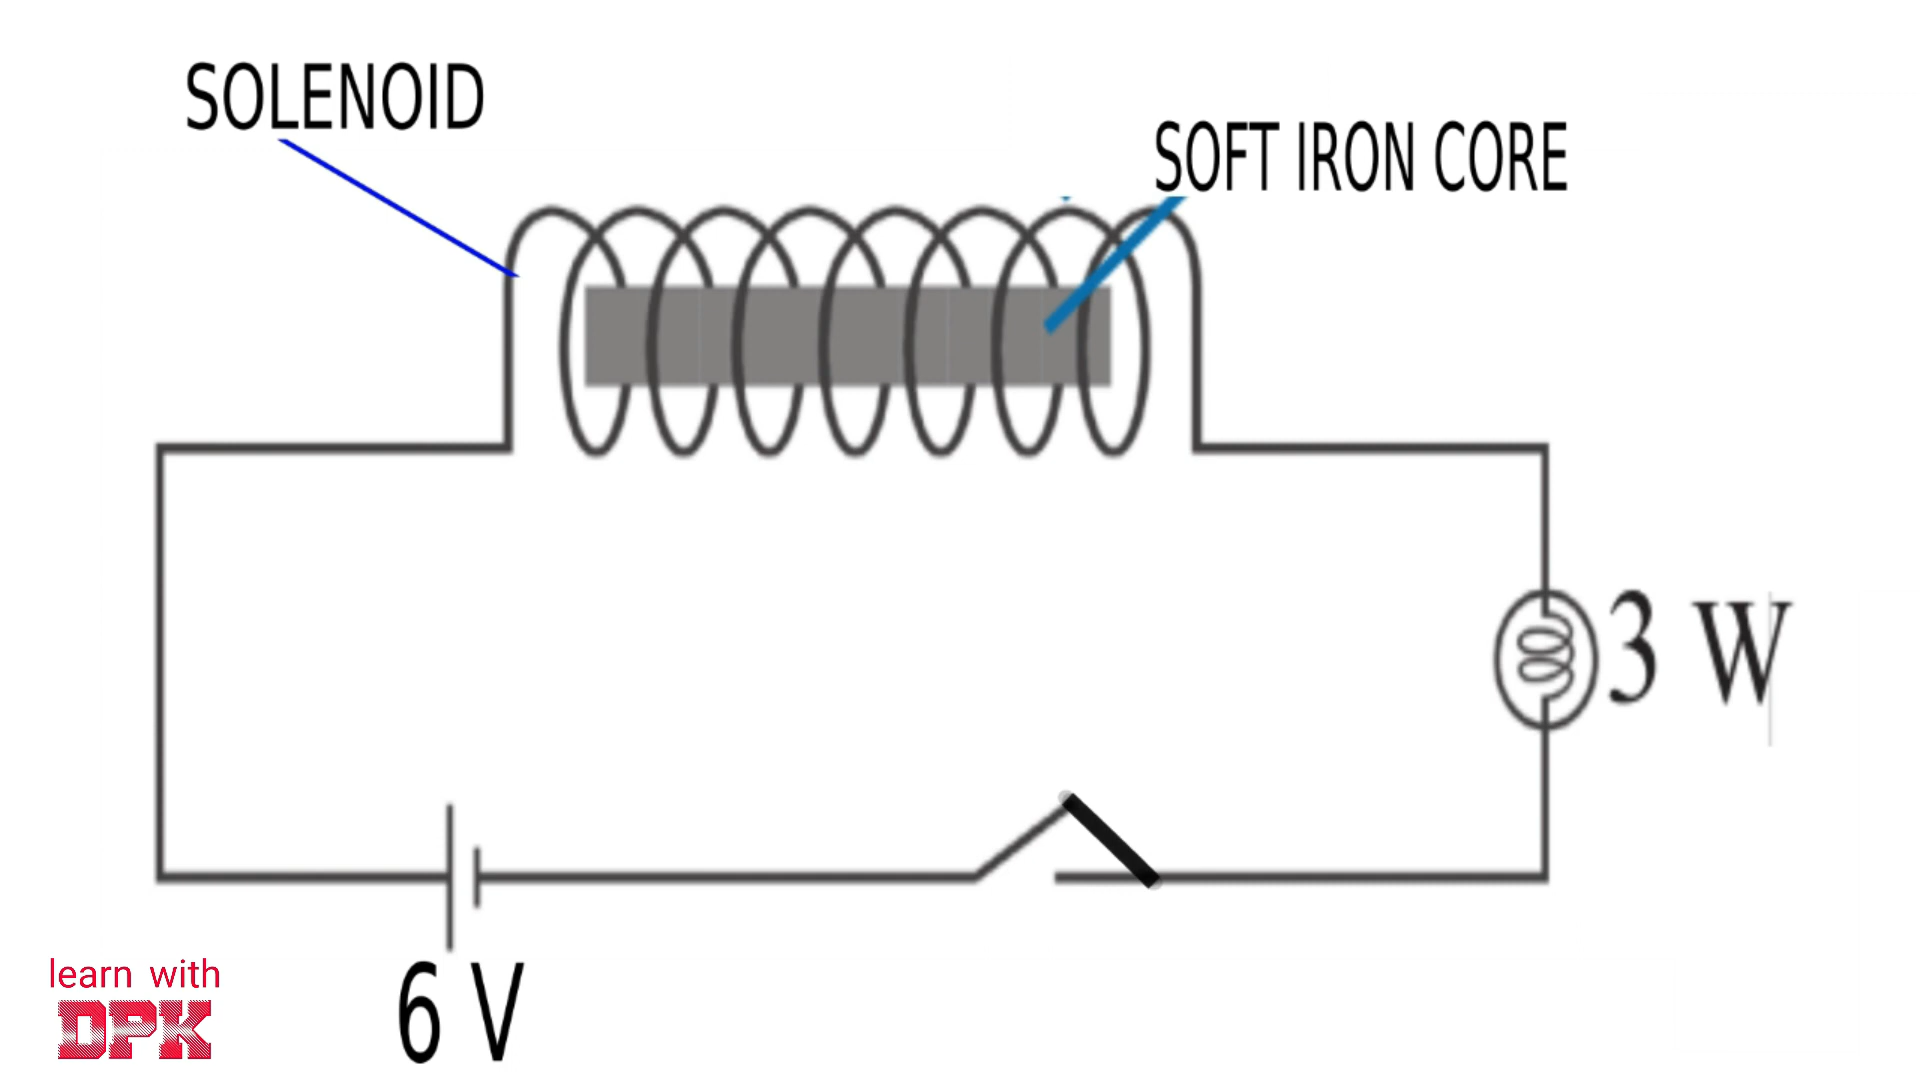 SOLENOID
SOFT IRON CORE
3 W
6 V
learn with
DPK